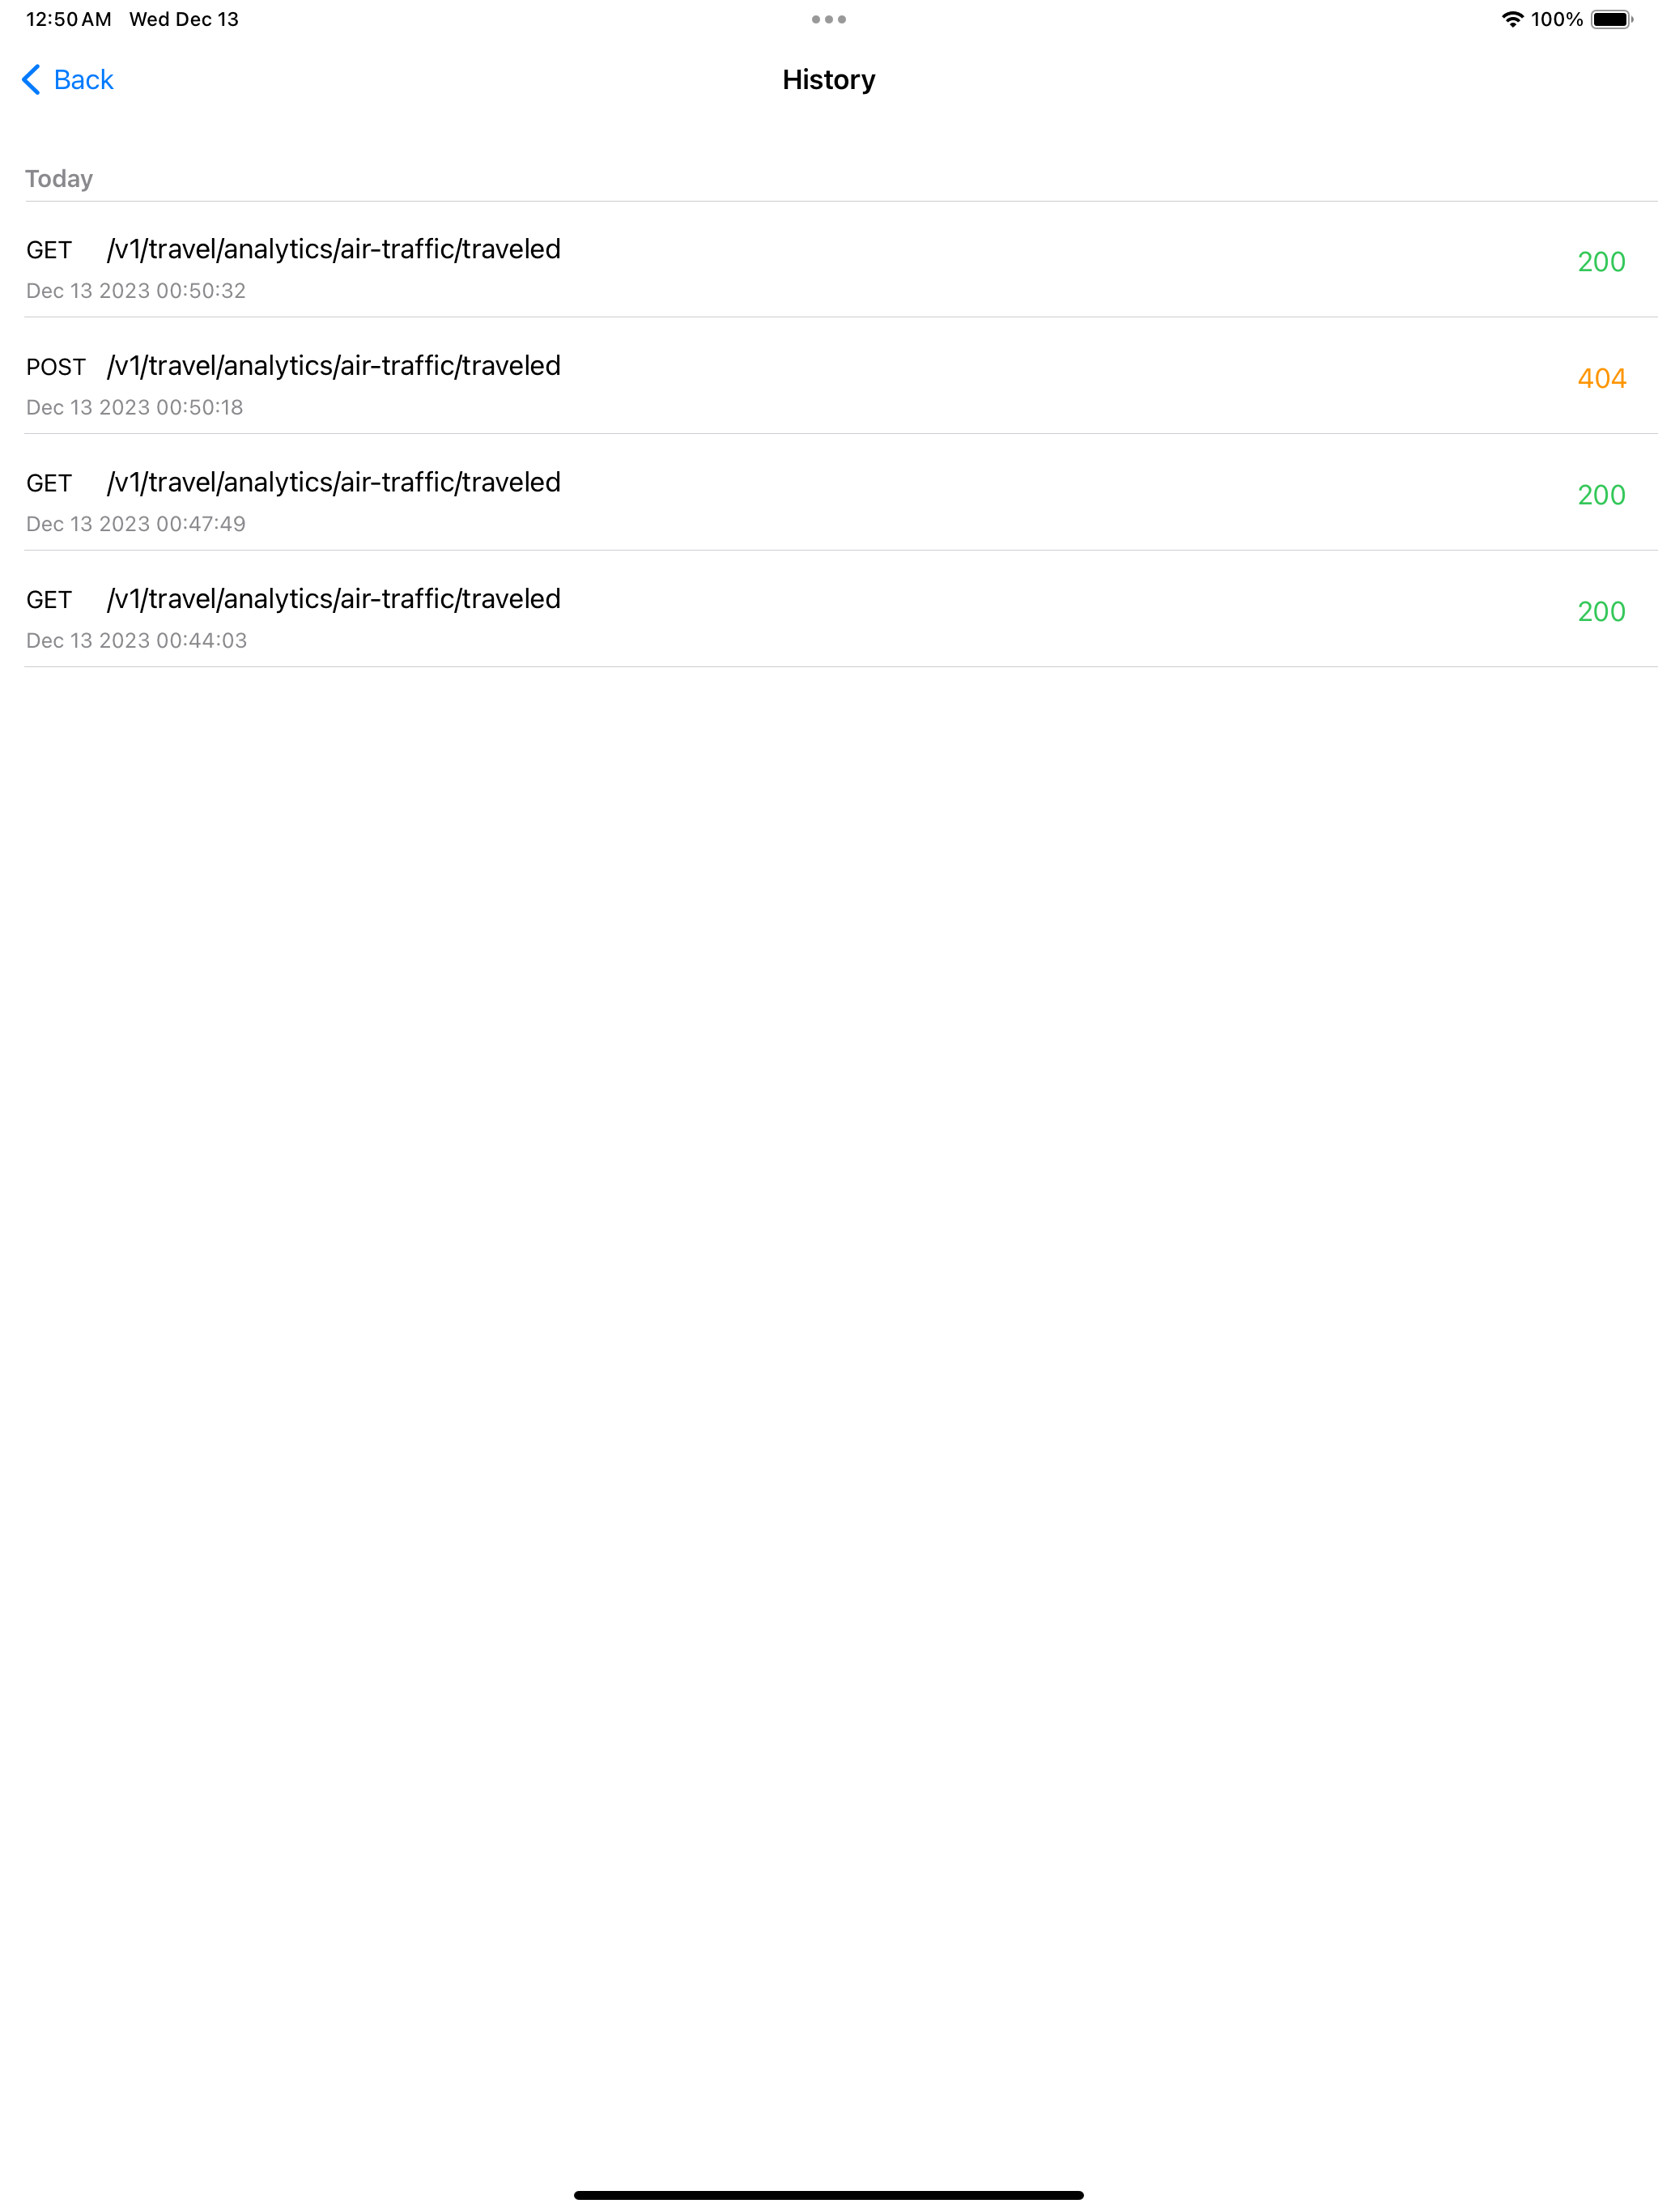 12:50 AM Wed Dec 13 100%
Back History
Today
GET /v1/travel/analytics/air-traffic/traveled 200
Dec 13 2023 00:50:32
POST /v1/travel/analytics/air-traffic/traveled 404
Dec 13 2023 00:50:18
GET /v1/travel/analytics/air-traffic/traveled 200
Dec 13 2023 00:47:49
GET /v1/travel/analytics/air-traffic/traveled 200
Dec 13 2023 00:44:03